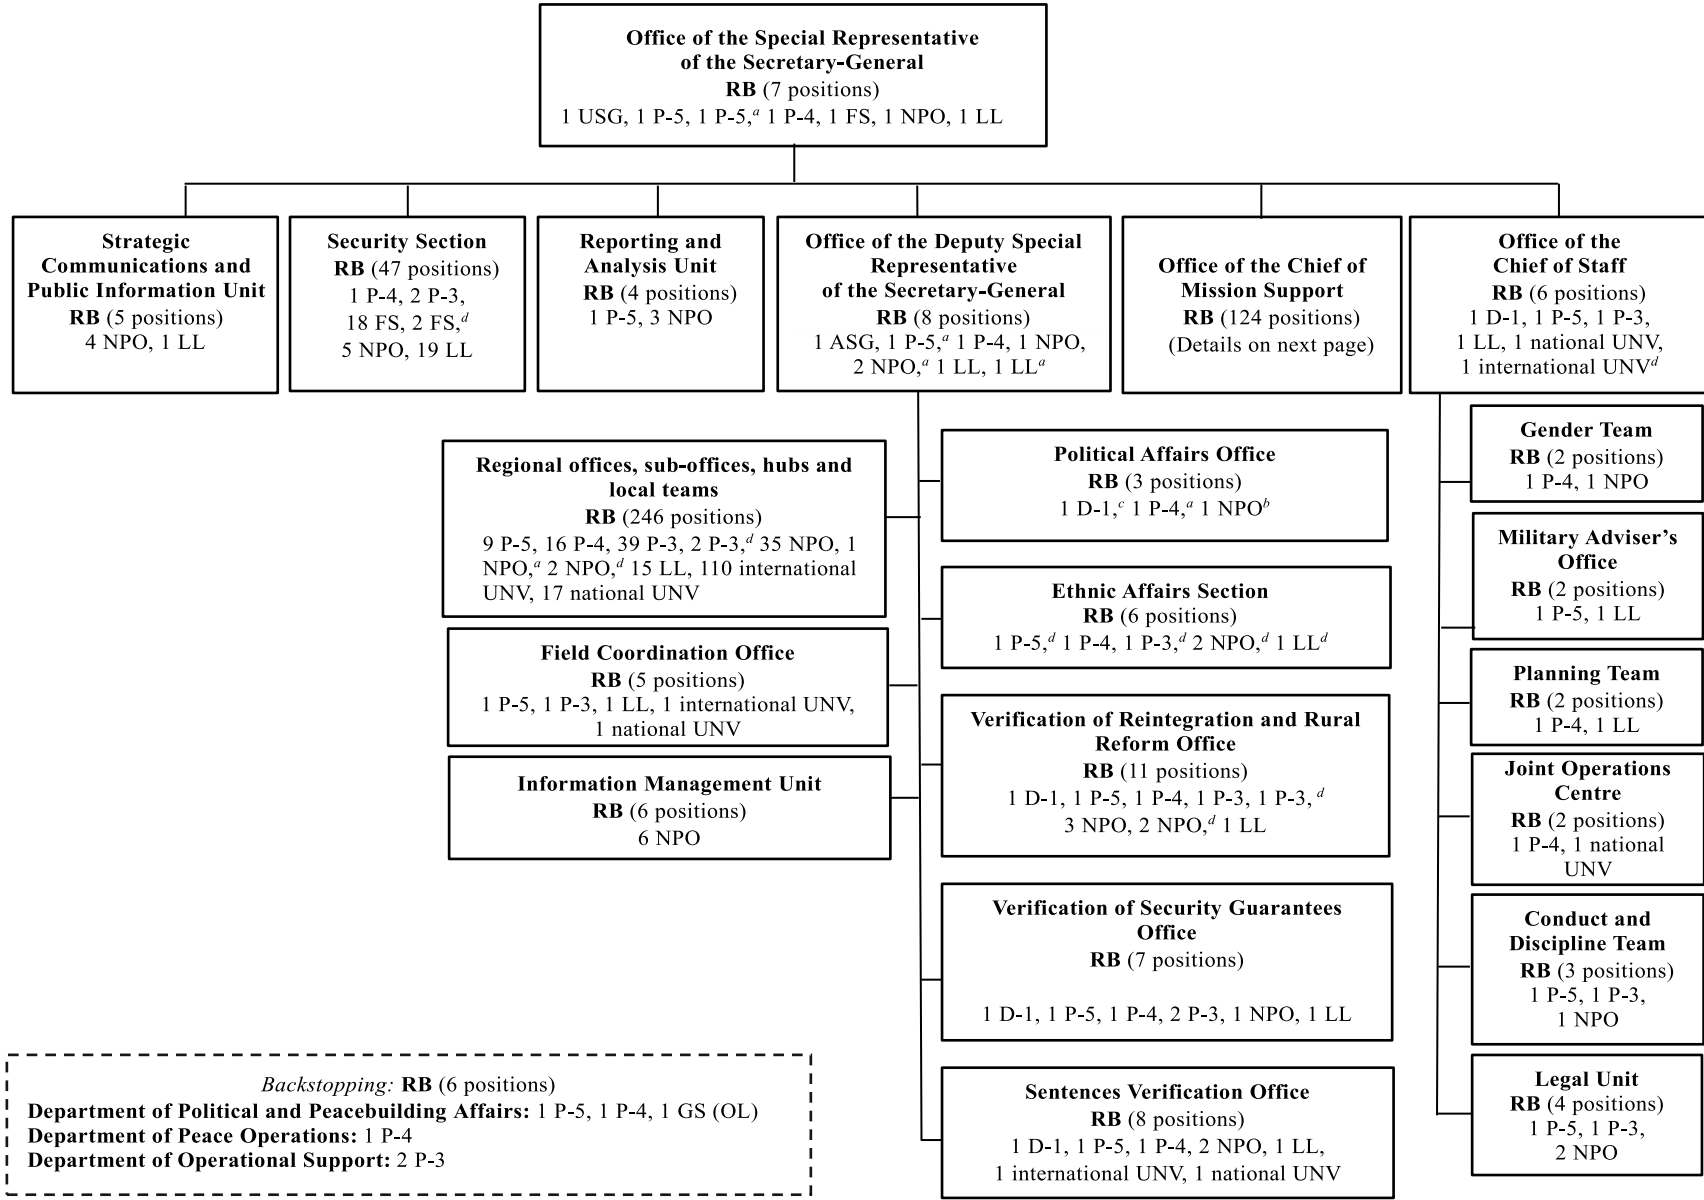 Office of the Special Representative
of the Secretary-General
RB (7 positions)
1 USG, 1 P-5, 1 P-5,ᵃ 1 P-4, 1 FS, 1 NPO, 1 LL
Strategic
Communications and
Public Information Unit
RB (5 positions)
4 NPO, 1 LL
Security Section
RB (47 positions)
1 P-4, 2 P-3,
18 FS, 2 FS,ᵈ
5 NPO, 19 LL
Reporting and
Analysis Unit
RB (4 positions)
1 P-5, 3 NPO
Office of the Deputy Special
Representative
of the Secretary-General
RB (8 positions)
1 ASG, 1 P-5,ᵃ 1 P-4, 1 NPO,
2 NPO,ᵃ 1 LL, 1 LLᵃ
Office of the Chief of
Mission Support
RB (124 positions)
(Details on next page)
Office of the
Chief of Staff
RB (6 positions)
1 D-1, 1 P-5, 1 P-3,
1 LL, 1 national UNV,
1 international UNVᵈ
Regional offices, sub-offices, hubs and
local teams
RB (246 positions)
9 P-5, 16 P-4, 39 P-3, 2 P-3,ᵈ 35 NPO, 1
NPO,ᵃ 2 NPO,ᵈ 15 LL, 110 international
UNV, 17 national UNV
Field Coordination Office
RB (5 positions)
1 P-5, 1 P-3, 1 LL, 1 international UNV,
1 national UNV
Information Management Unit
RB (6 positions)
6 NPO
Political Affairs Office
RB (3 positions)
1 D-1,ᶜ 1 P-4,ᵃ 1 NPOᵇ
Ethnic Affairs Section
RB (6 positions)
1 P-5,ᵈ 1 P-4, 1 P-3,ᵈ 2 NPO,ᵈ 1 LLᵈ
Verification of Reintegration and Rural
Reform Office
RB (11 positions)
1 D-1, 1 P-5, 1 P-4, 1 P-3, 1 P-3, ᵈ
3 NPO, 2 NPO,ᵈ 1 LL
Verification of Security Guarantees
Office
RB (7 positions)
1 D-1, 1 P-5, 1 P-4, 2 P-3, 1 NPO, 1 LL
Sentences Verification Office
RB (8 positions)
1 D-1, 1 P-5, 1 P-4, 2 NPO, 1 LL,
1 international UNV, 1 national UNV
Gender Team
RB (2 positions)
1 P-4, 1 NPO
Military Adviser's
Office
RB (2 positions)
1 P-5, 1 LL
Planning Team
RB (2 positions)
1 P-4, 1 LL
Joint Operations
Centre
RB (2 positions)
1 P-4, 1 national
UNV
Conduct and
Discipline Team
RB (3 positions)
1 P-5, 1 P-3,
1 NPO
Legal Unit
RB (4 positions)
1 P-5, 1 P-3,
2 NPO
Backstopping: RB (6 positions)
Department of Political and Peacebuilding Affairs: 1 P-5, 1 P-4, 1 GS (OL)
Department of Peace Operations: 1 P-4
Department of Operational Support: 2 P-3